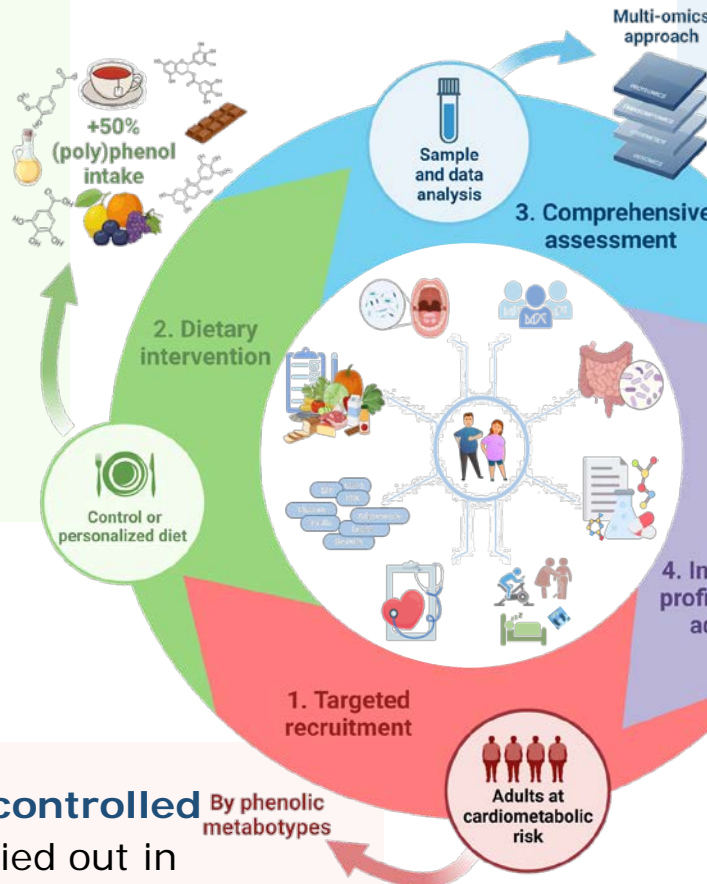 Multi-omics
approach
+50%
(poly)phenol
intake
Sample
and data
analysis
3. Comprehensive
assessment
2. Dietary
intervention
Control or
personalized diet
4. In
profi
ac
1. Targeted
recruitment
Adults at
cardiometabolic
risk
controlled
By phenolic
metabotypes
ied out in